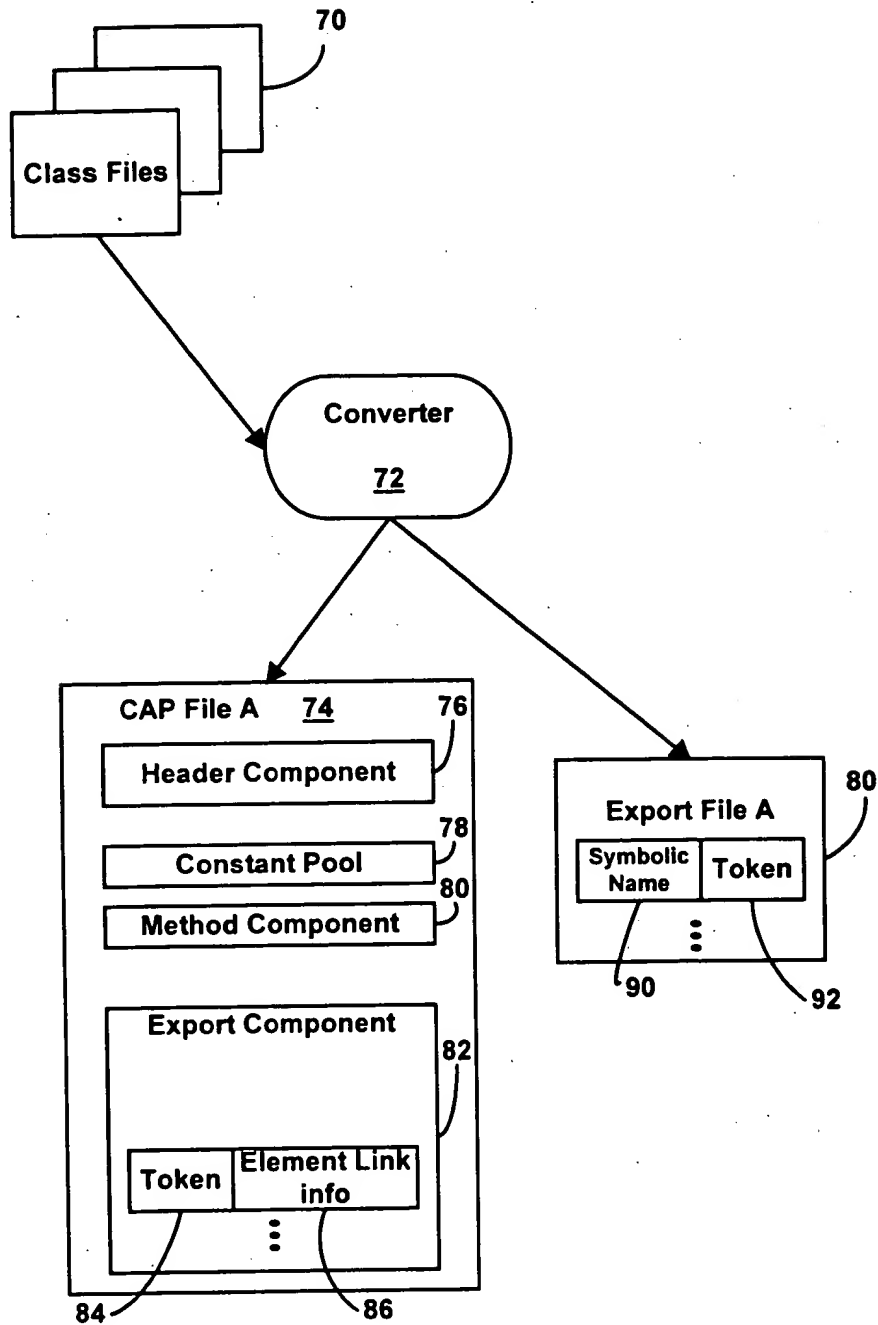 70
Class Files
Converter
72
CAP File A 74
76
Header Component
78
Constant Pool
80
Method Component
Export Component
82
Token
Element Link
info
84
86
Export File A
80
Symbolic
Name
Token
90
92